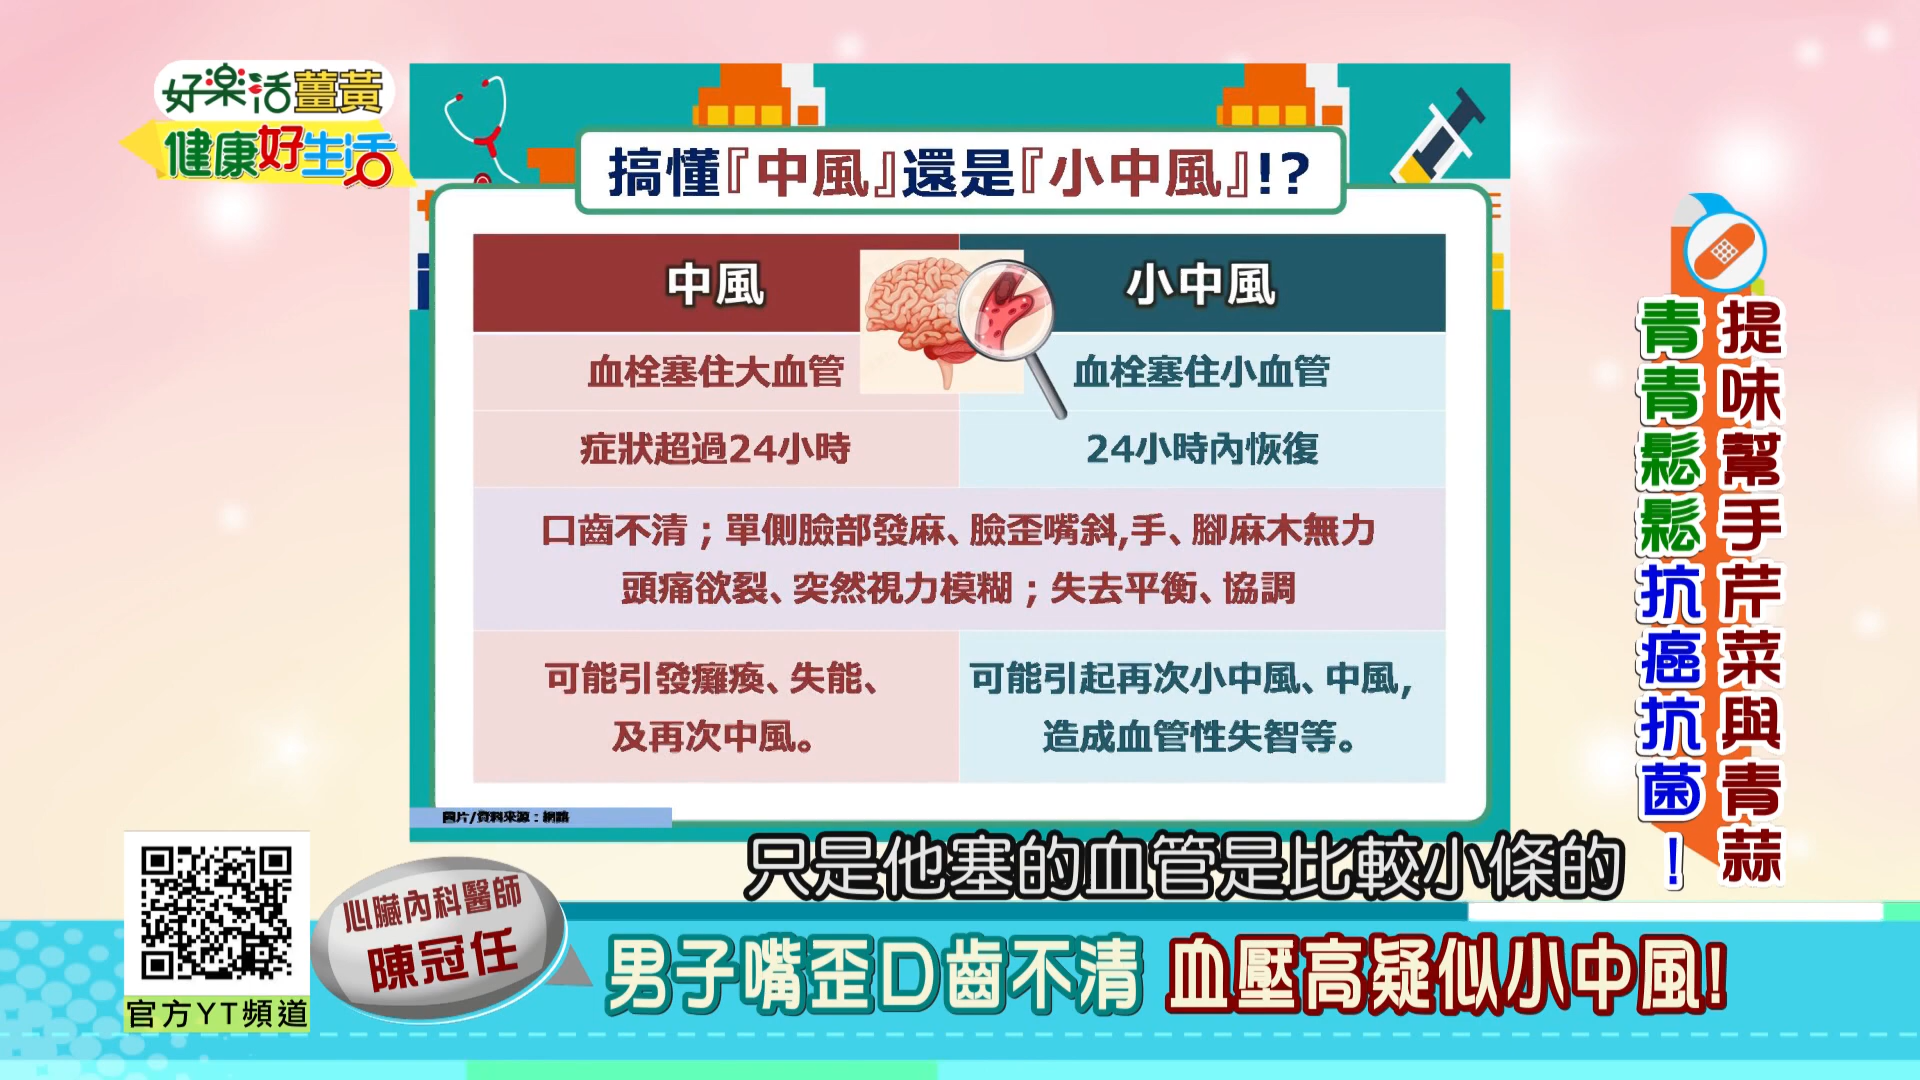 好楽活薑黃
健康好生活
搞懂『中風』還是『小中風』!?
中風
小中風
血栓塞住大血管
血栓塞住小血管
症狀超過24小時
24小時內恢復
口齒不清；單側臉部發麻、臉歪嘴斜,手、腳麻木無力
頭痛欲裂、突然視力模糊；失去平衡、協調
可能引發癱瘓、失能、
及再次中風。
可能引起再次小中風、中風,
造成血管性失智等。
圖片/資料來源：網路
提味幫手芹菜與青蒜
青青鬆鬆抗癌抗菌！
只是他塞的血管是比較小條的
心臟內科醫師
陳冠任
男子嘴歪口齒不清 血壓高疑似小中風!
官方YT頻道